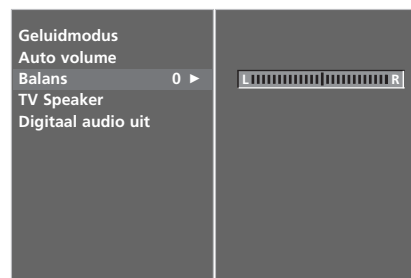 Geluidmodus
Auto volume
Balans 0 ►
TV Speaker
Digitaal audio uit
L R